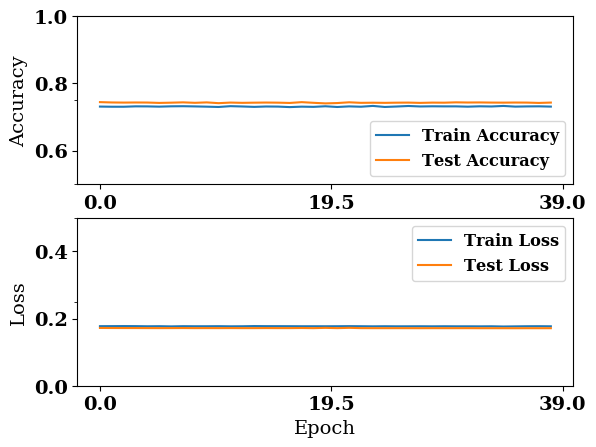 1.0
0.8
0.6
Accuracy
Train Accuracy
Test Accuracy
0.0 19.5 39.0
0.4
0.2
0.0
Loss
Train Loss
Test Loss
0.0 19.5 39.0
Epoch